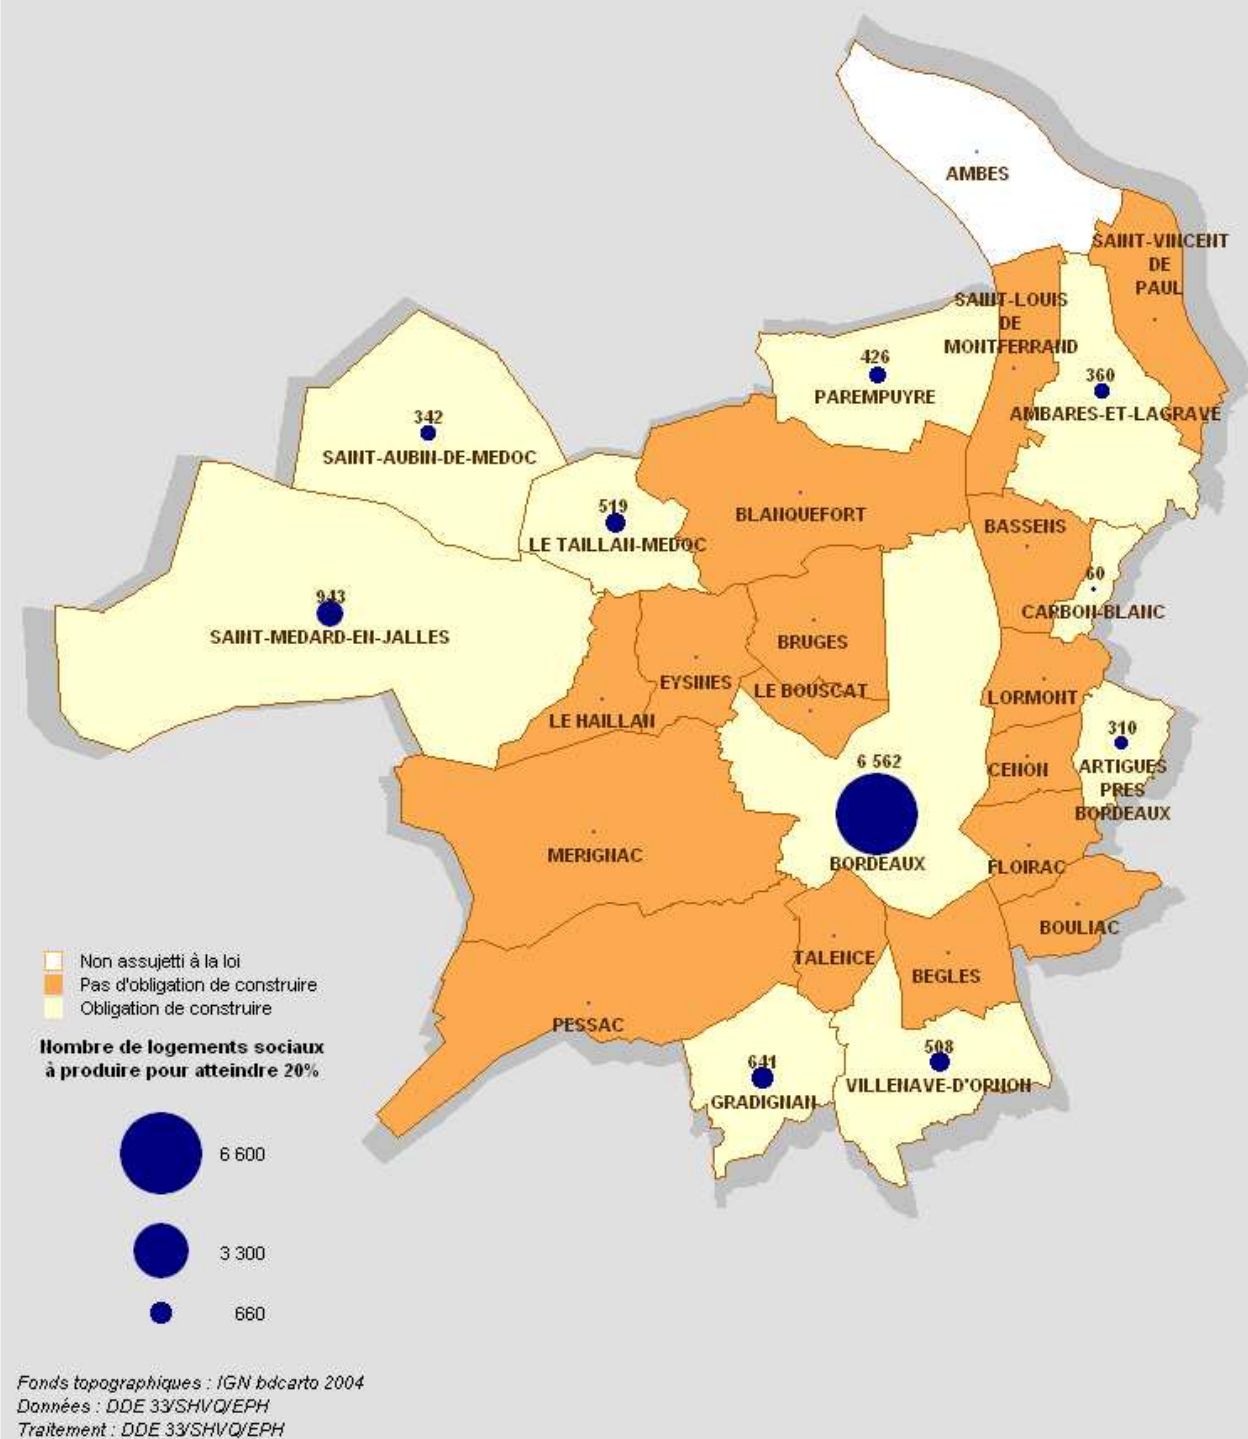 AMBES
SAINT-VINCENT
DE
PAUL
SAINT-LOUIS
DE
MONTFERRAND
426
PAREMPUYRE
360
AMBARES-ET-LAGRAVE
342
SAINT-AUBIN-DE-MEDOC
519
LE TAILLAN-MEDOC
BLANQUEFORT
BASSENS
60
CARBON-BLANC
943
SAINT-MEDARD-EN-JALLES
BRUGES
EYSINES
LE BOUSCAT
LE HAILLAN
LORMONT
310
ARTIGUES
PRES
BORDEAUX
CENON
6 562
BORDEAUX
MERIGNAC
FLOIRAC
BOULIAC
TALENCE
BEGLES
PESSAC
641
GRADIGNAN
508
VILLENAVE-D'ORNON
Non assujetti à la loi
Pas d'obligation de construire
Obligation de construire
Nombre de logements sociaux
à produire pour atteindre 20%
6 600
3 300
660
Fonds topographiques : IGN bdcarto 2004
Données : DDE 33/SHVQ/EPH
Traitement : DDE 33/SHVQ/EPH